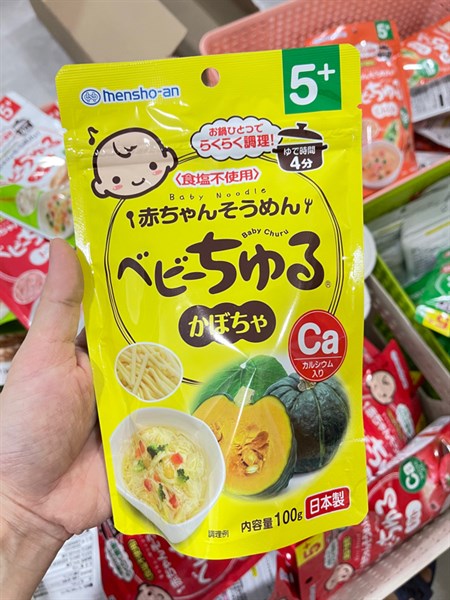 mensho-an
5+
お鍋ひとつで
らくらく調理!
ゆで時間
4分
〈食塩不使用〉
Baby Noodle
赤ちゃんそうめん
Baby Churu
ベビーちゅる®
かぼちゃ
Ca
カルシウム
入り
調理例
内容量100g
日本製
5+
Ca